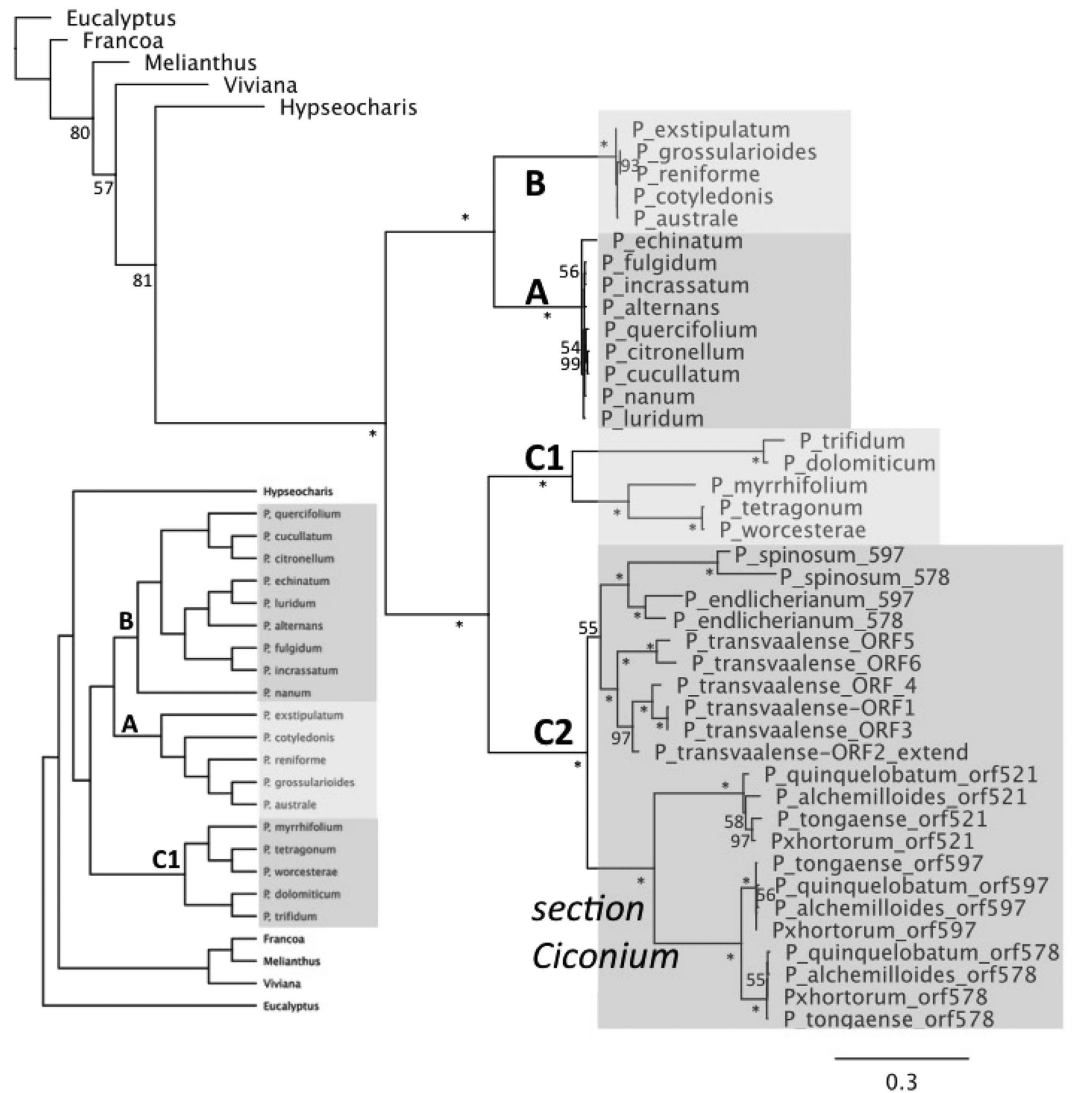 Eucalyptus
Francoa
Melianthus
Viviana
Hypseocharis
80
57
81
*
*
B
*
93
P_exstipulatum
P_grossularioides
P_reniforme
P_cotyledonis
P_australe
A
*
56
54
99
P_echinatum
P_fulgidum
P_incrassatum
P_alternans
P_quercifolium
P_citronellum
P_cucullatum
P_nanum
P_luridum
*
C1
*
*
*
*
P_trifidum
P_dolomiticum
P_myrrhifolium
P_tetragonum
P_worcesterae
C2
*
55
*
*
*
*
*
*
*
*
97
P_spinosum_597
P_spinosum_578
P_endlicherianum_597
P_endlicherianum_578
P_transvaalense_ORF5
P_transvaalense_ORF6
P_transvaalense_ORF_4
P_transvaalense-ORF1
P_transvaalense_ORF3
P_transvaalense-ORF2_extend
*
*
58
97
P_quinquelobatum_orf521
P_alchemilloides_orf521
P_tongaense_orf521
Pxhortorum_orf521
*
56
P_tongaense_orf597
P_quinquelobatum_orf597
P_alchemilloides_orf597
Pxhortorum_orf597
*
55
*
P_quinquelobatum_orf578
P_alchemilloides_orf578
Pxhortorum_orf578
P_tongaense_orf578
section
Ciconium
0.3
Hypseocharis
B
P. quercifolium
P. cucullatum
P. citronellum
P. echinatum
P. luridum
P. alternans
P. fulgidum
P. incrassatum
P. nanum
A
P. exstipulatum
P. cotyledonis
P. reniforme
P. grossularioides
P. australe
C1
P. myrrhifolium
P. tetragonum
P. worcesterae
P. dolomiticum
P. trifidum
Francoa
Melianthus
Viviana
Eucalyptus